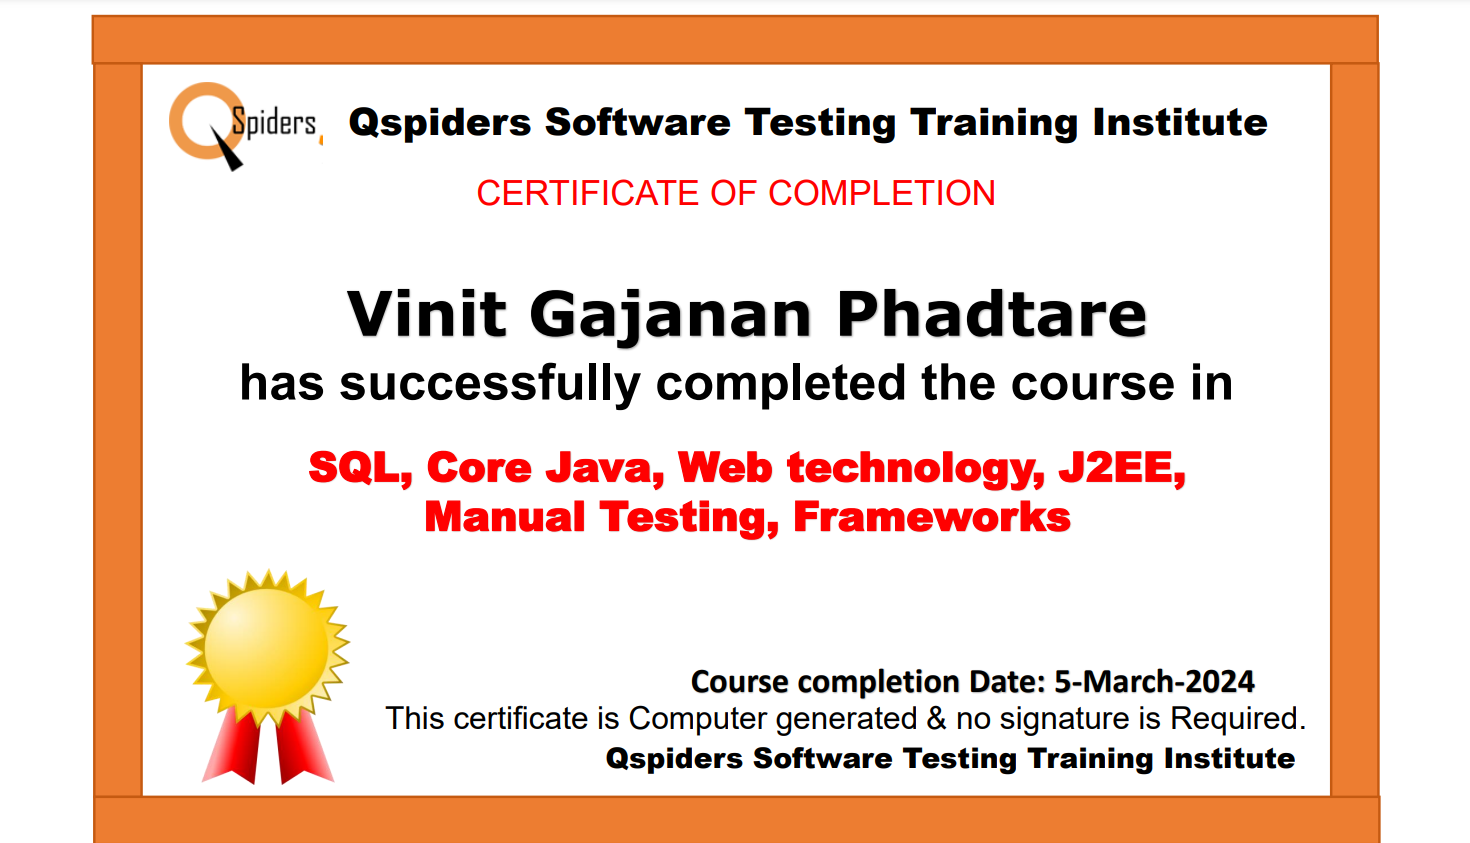 Spiders
Qspiders Software Testing Training Institute
CERTIFICATE OF COMPLETION
Vinit Gajanan Phadtare
has successfully completed the course in
SQL, Core Java, Web technology, J2EE,
Manual Testing, Frameworks
Course completion Date: 5-March-2024
This certificate is Computer generated & no signature is Required.
Qspiders Software Testing Training Institute